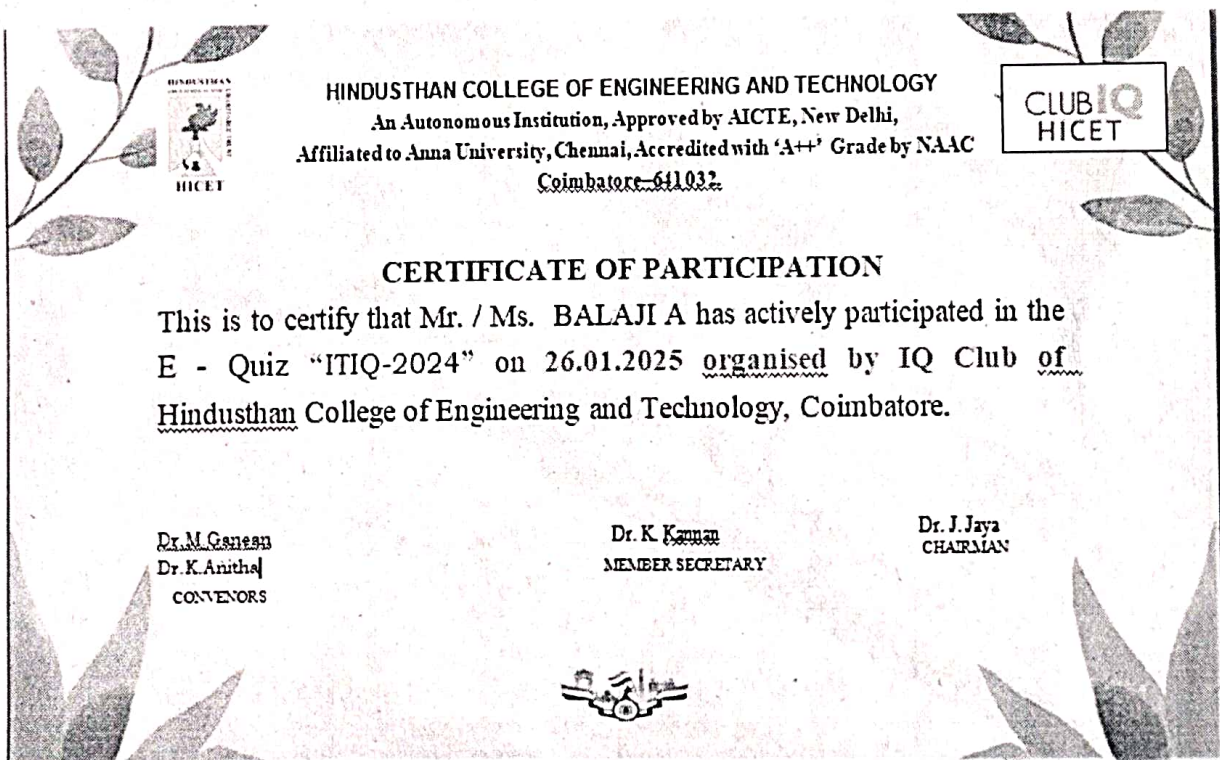 HINDUSTHAN COLLEGE OF ENGINEERING AND TECHNOLOGY
An Autonomous Institution, Approved by AICTE, New Delhi,
Affiliated to Anna University, Chennai, Accredited with ‘A++’ Grade by NAAC
Coimbatore-641032.
HICET
CLUB IQ
HICET
CERTIFICATE OF PARTICIPATION
This is to certify that Mr. / Ms. BALAJI A has actively participated in the
E - Quiz “ITIQ-2024” on 26.01.2025 organised by IQ Club of
Hindusthan College of Engineering and Technology, Coimbatore.
Dr.M.Ganesan
Dr.K.Anitha
CONVENORS
Dr. K Kannan
MEMBER SECRETARY
Dr. J.Jaya
CHAIRMAN